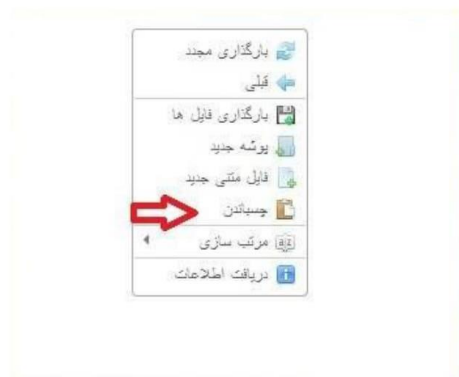 بارگذاری مجدد
قبلی
بارگذاری فایل ها
پوشه جدید
فایل متنی جدید
چسباندن
مرتب سازی
دریافت اطلاعات